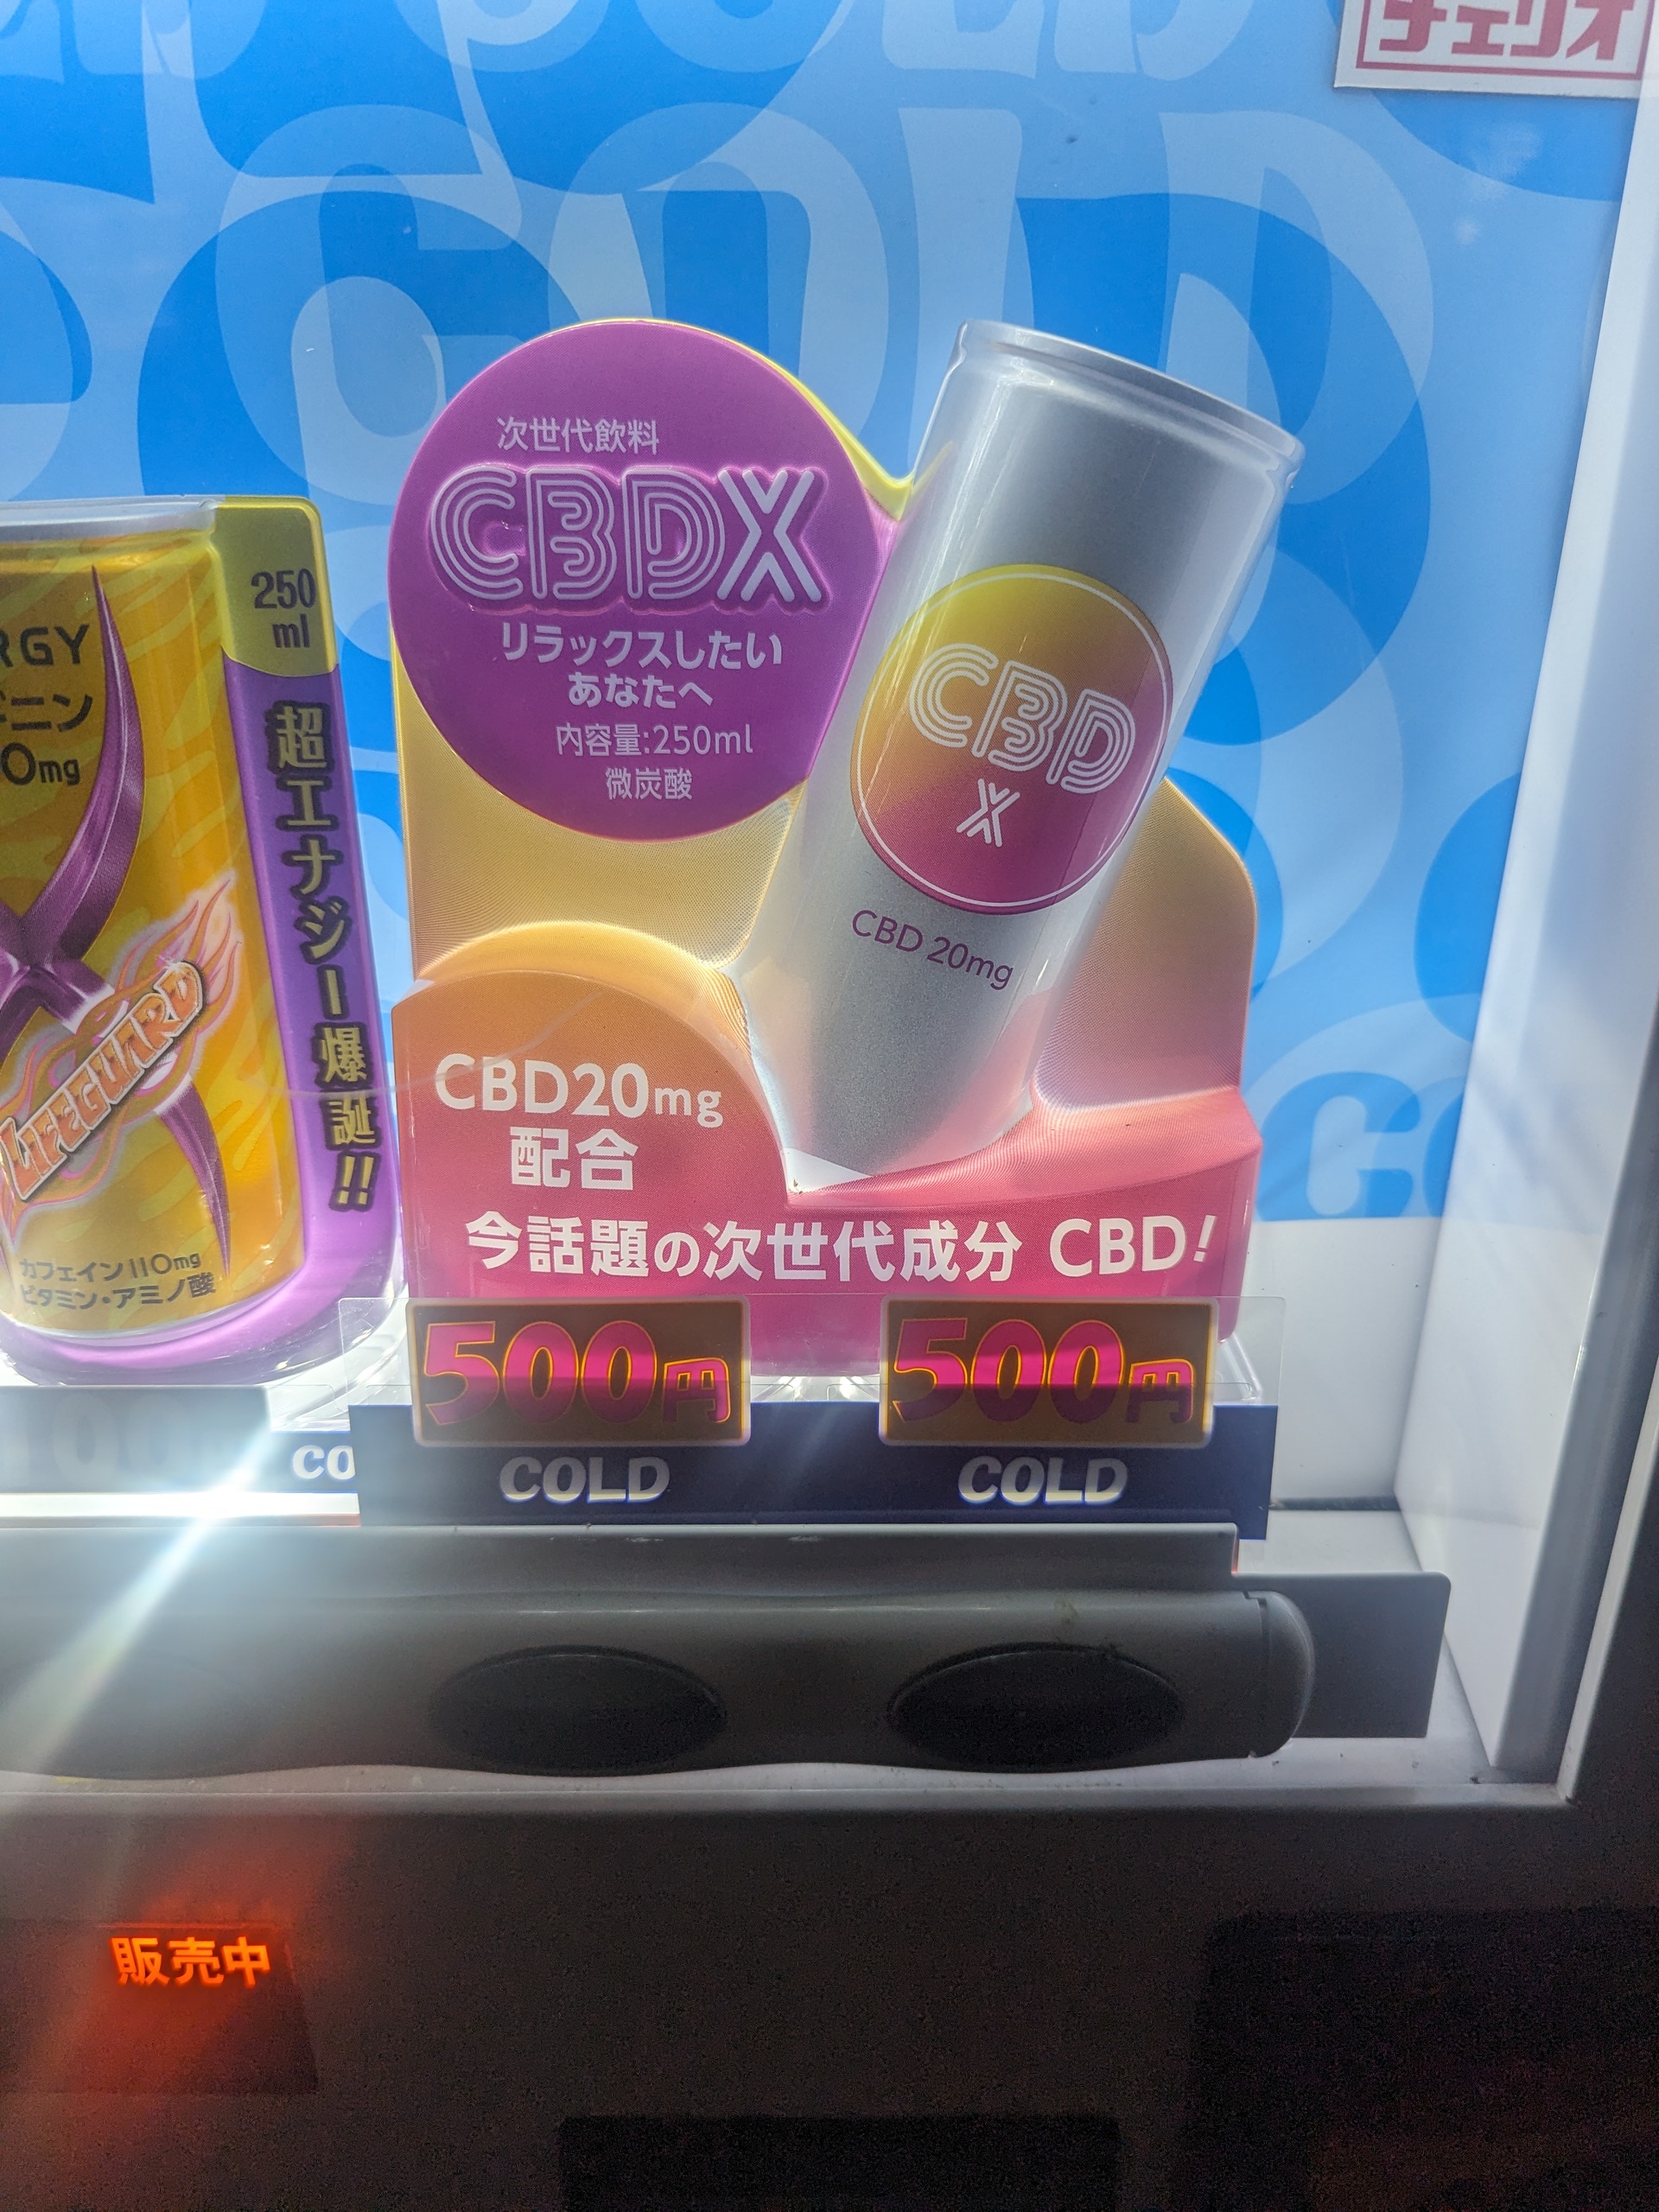 チェリオ
COLD
次世代飲料
CBDX
リラックスしたい
あなたへ
内容量:250ml
微炭酸
CBD
X
CBD 20mg
CBD20mg
配合
今話題の次世代成分 CBD!
500円
500円
COLD
COLD
250
ml
超エナジー爆誕!!
LIFEGUARD
カフェイン110mg
ビタミン・アミノ酸
販売中